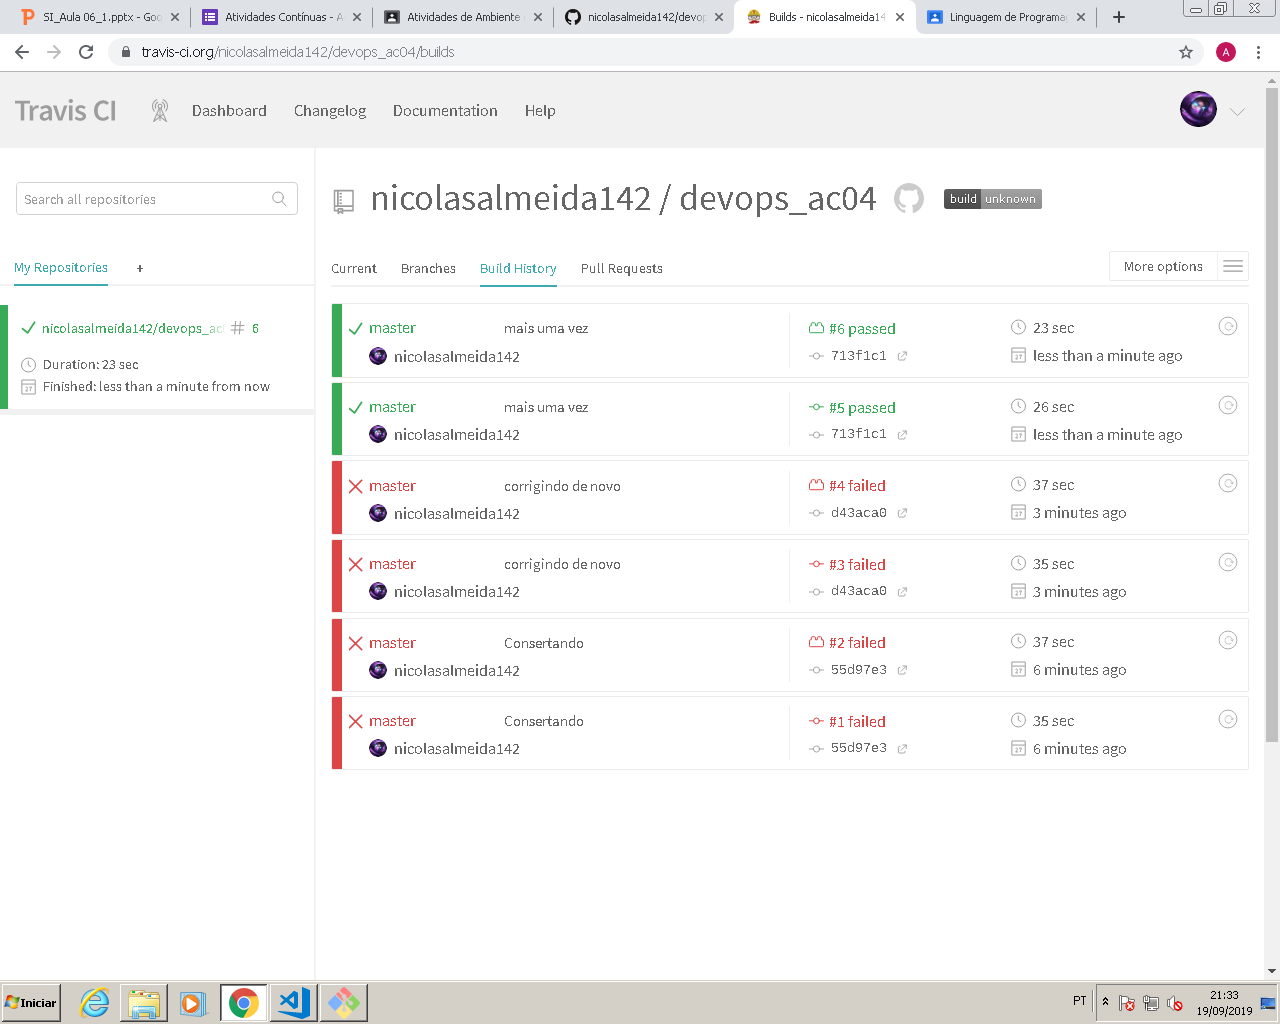 SI_Aula 06_1.pptx - Goo
Atividades Contínuas - A
Atividades de Ambiente
nicolasalmeida142/devop
Builds - nicolasalmeida14
Linguagem de Programa
travis-ci.org/nicolasalmeida142/devops_ac04/builds
A
Travis CI
Dashboard
Changelog
Documentation
Help
Search all repositories
My Repositories
+
nicolasalmeida142/devops_ac # 6
Duration: 23 sec
Finished: less than a minute from now
nicolasalmeida142 / devops_ac04
build unknown
Current
Branches
Build History
Pull Requests
More options
master mais uma vez #6 passed 23 sec
nicolasalmeida142 713f1c1 less than a minute ago
master mais uma vez #5 passed 26 sec
nicolasalmeida142 713f1c1 less than a minute ago
master corrigindo de novo #4 failed 37 sec
nicolasalmeida142 d43aca0 3 minutes ago
master corrigindo de novo #3 failed 35 sec
nicolasalmeida142 d43aca0 3 minutes ago
master Consertando #2 failed 37 sec
nicolasalmeida142 55d97e3 6 minutes ago
master Consertando #1 failed 35 sec
nicolasalmeida142 55d97e3 6 minutes ago
Iniciar
PT
21:33
19/09/2019